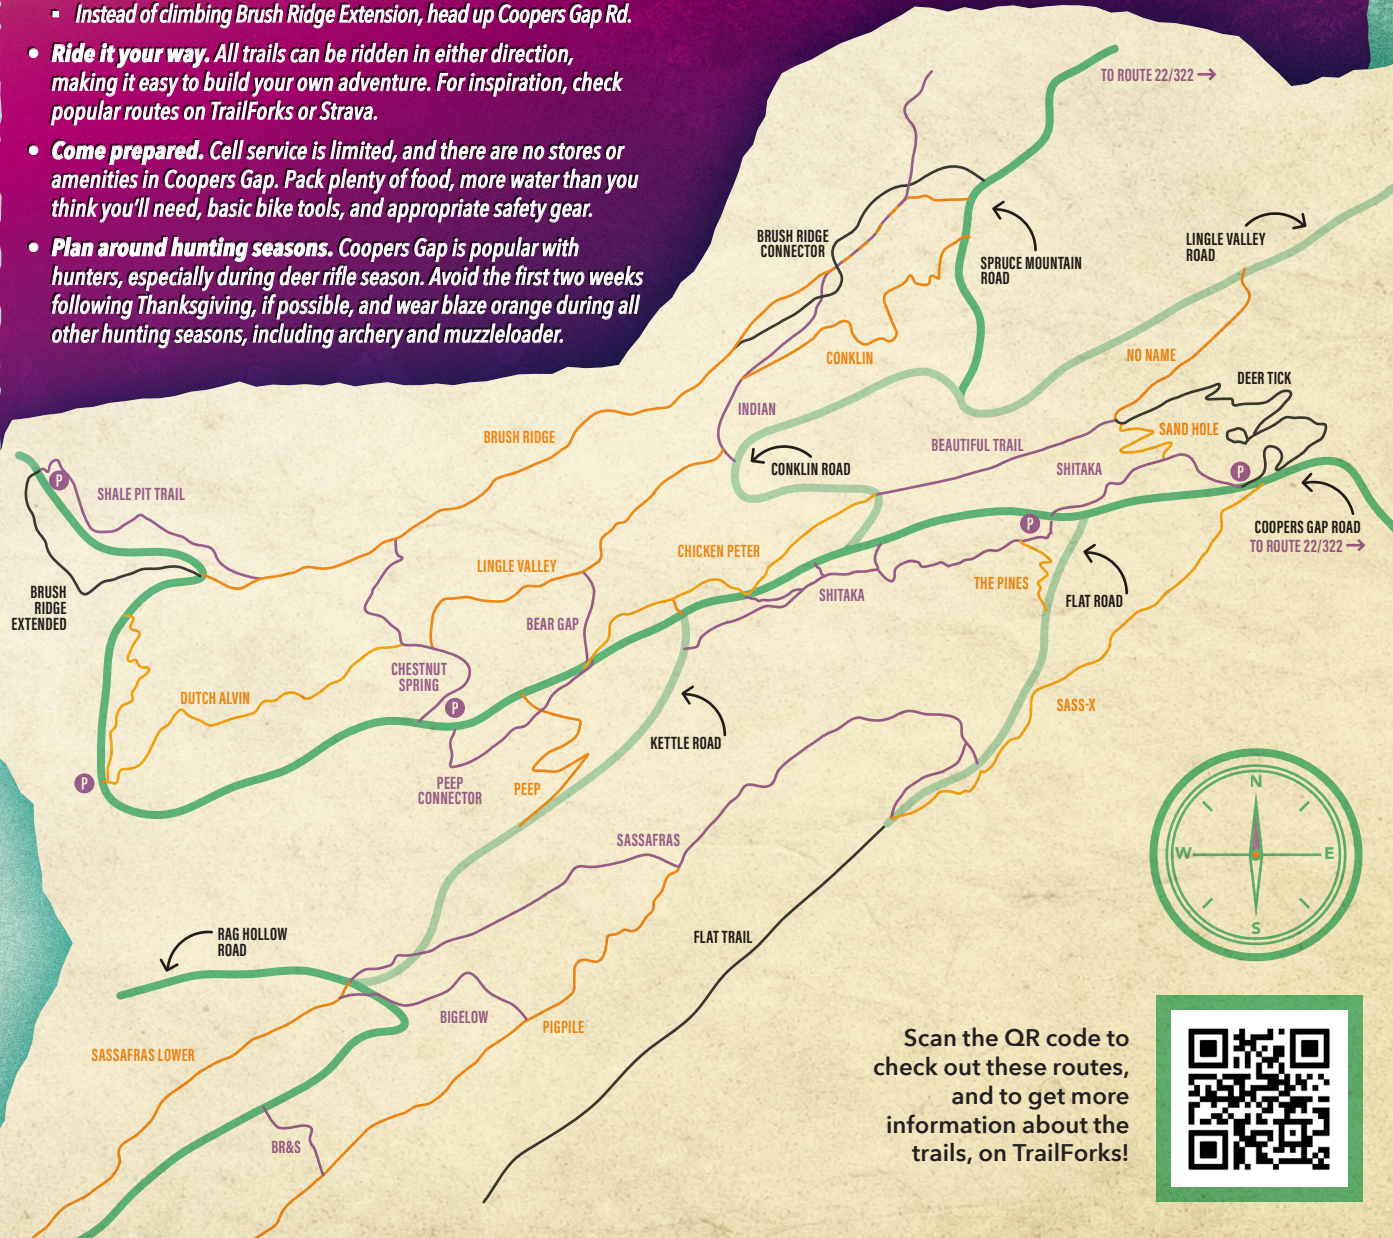 ▪ Instead of climbing Brush Ridge Extension, head up Coopers Gap Rd.
• Ride it your way. All trails can be ridden in either direction,
making it easy to build your own adventure. For inspiration, check
popular routes on TrailForks or Strava.
• Come prepared. Cell service is limited, and there are no stores or
amenities in Coopers Gap. Pack plenty of food, more water than you
think you'll need, basic bike tools, and appropriate safety gear.
• Plan around hunting seasons. Coopers Gap is popular with
hunters, especially during deer rifle season. Avoid the first two weeks
following Thanksgiving, if possible, and wear blaze orange during all
other hunting seasons, including archery and muzzleloader.
TO ROUTE 22/322 →
BRUSH RIDGE
CONNECTOR
SPRUCE MOUNTAIN
ROAD
LINGLE VALLEY
ROAD
CONKLIN
NO NAME
DEER TICK
INDIAN
BRUSH RIDGE
SAND HOLE
BEAUTIFUL TRAIL
CONKLIN ROAD
SHITAKA
P
P
SHALE PIT TRAIL
P
COOPERS GAP ROAD
TO ROUTE 22/322 →
CHICKEN PETER
LINGLE VALLEY
THE PINES
SHITAKA
FLAT ROAD
BRUSH
RIDGE
EXTENDED
BEAR GAP
CHESTNUT
SPRING
DUTCH ALVIN
P
SASS-X
KETTLE ROAD
P
PEEP
CONNECTOR
PEEP
N
W
E
S
SASSAFRAS
RAG HOLLOW
ROAD
FLAT TRAIL
BIGELOW
PIGPILE
SASSAFRAS LOWER
BR&S
Scan the QR code to
check out these routes,
and to get more
information about the
trails, on TrailForks!